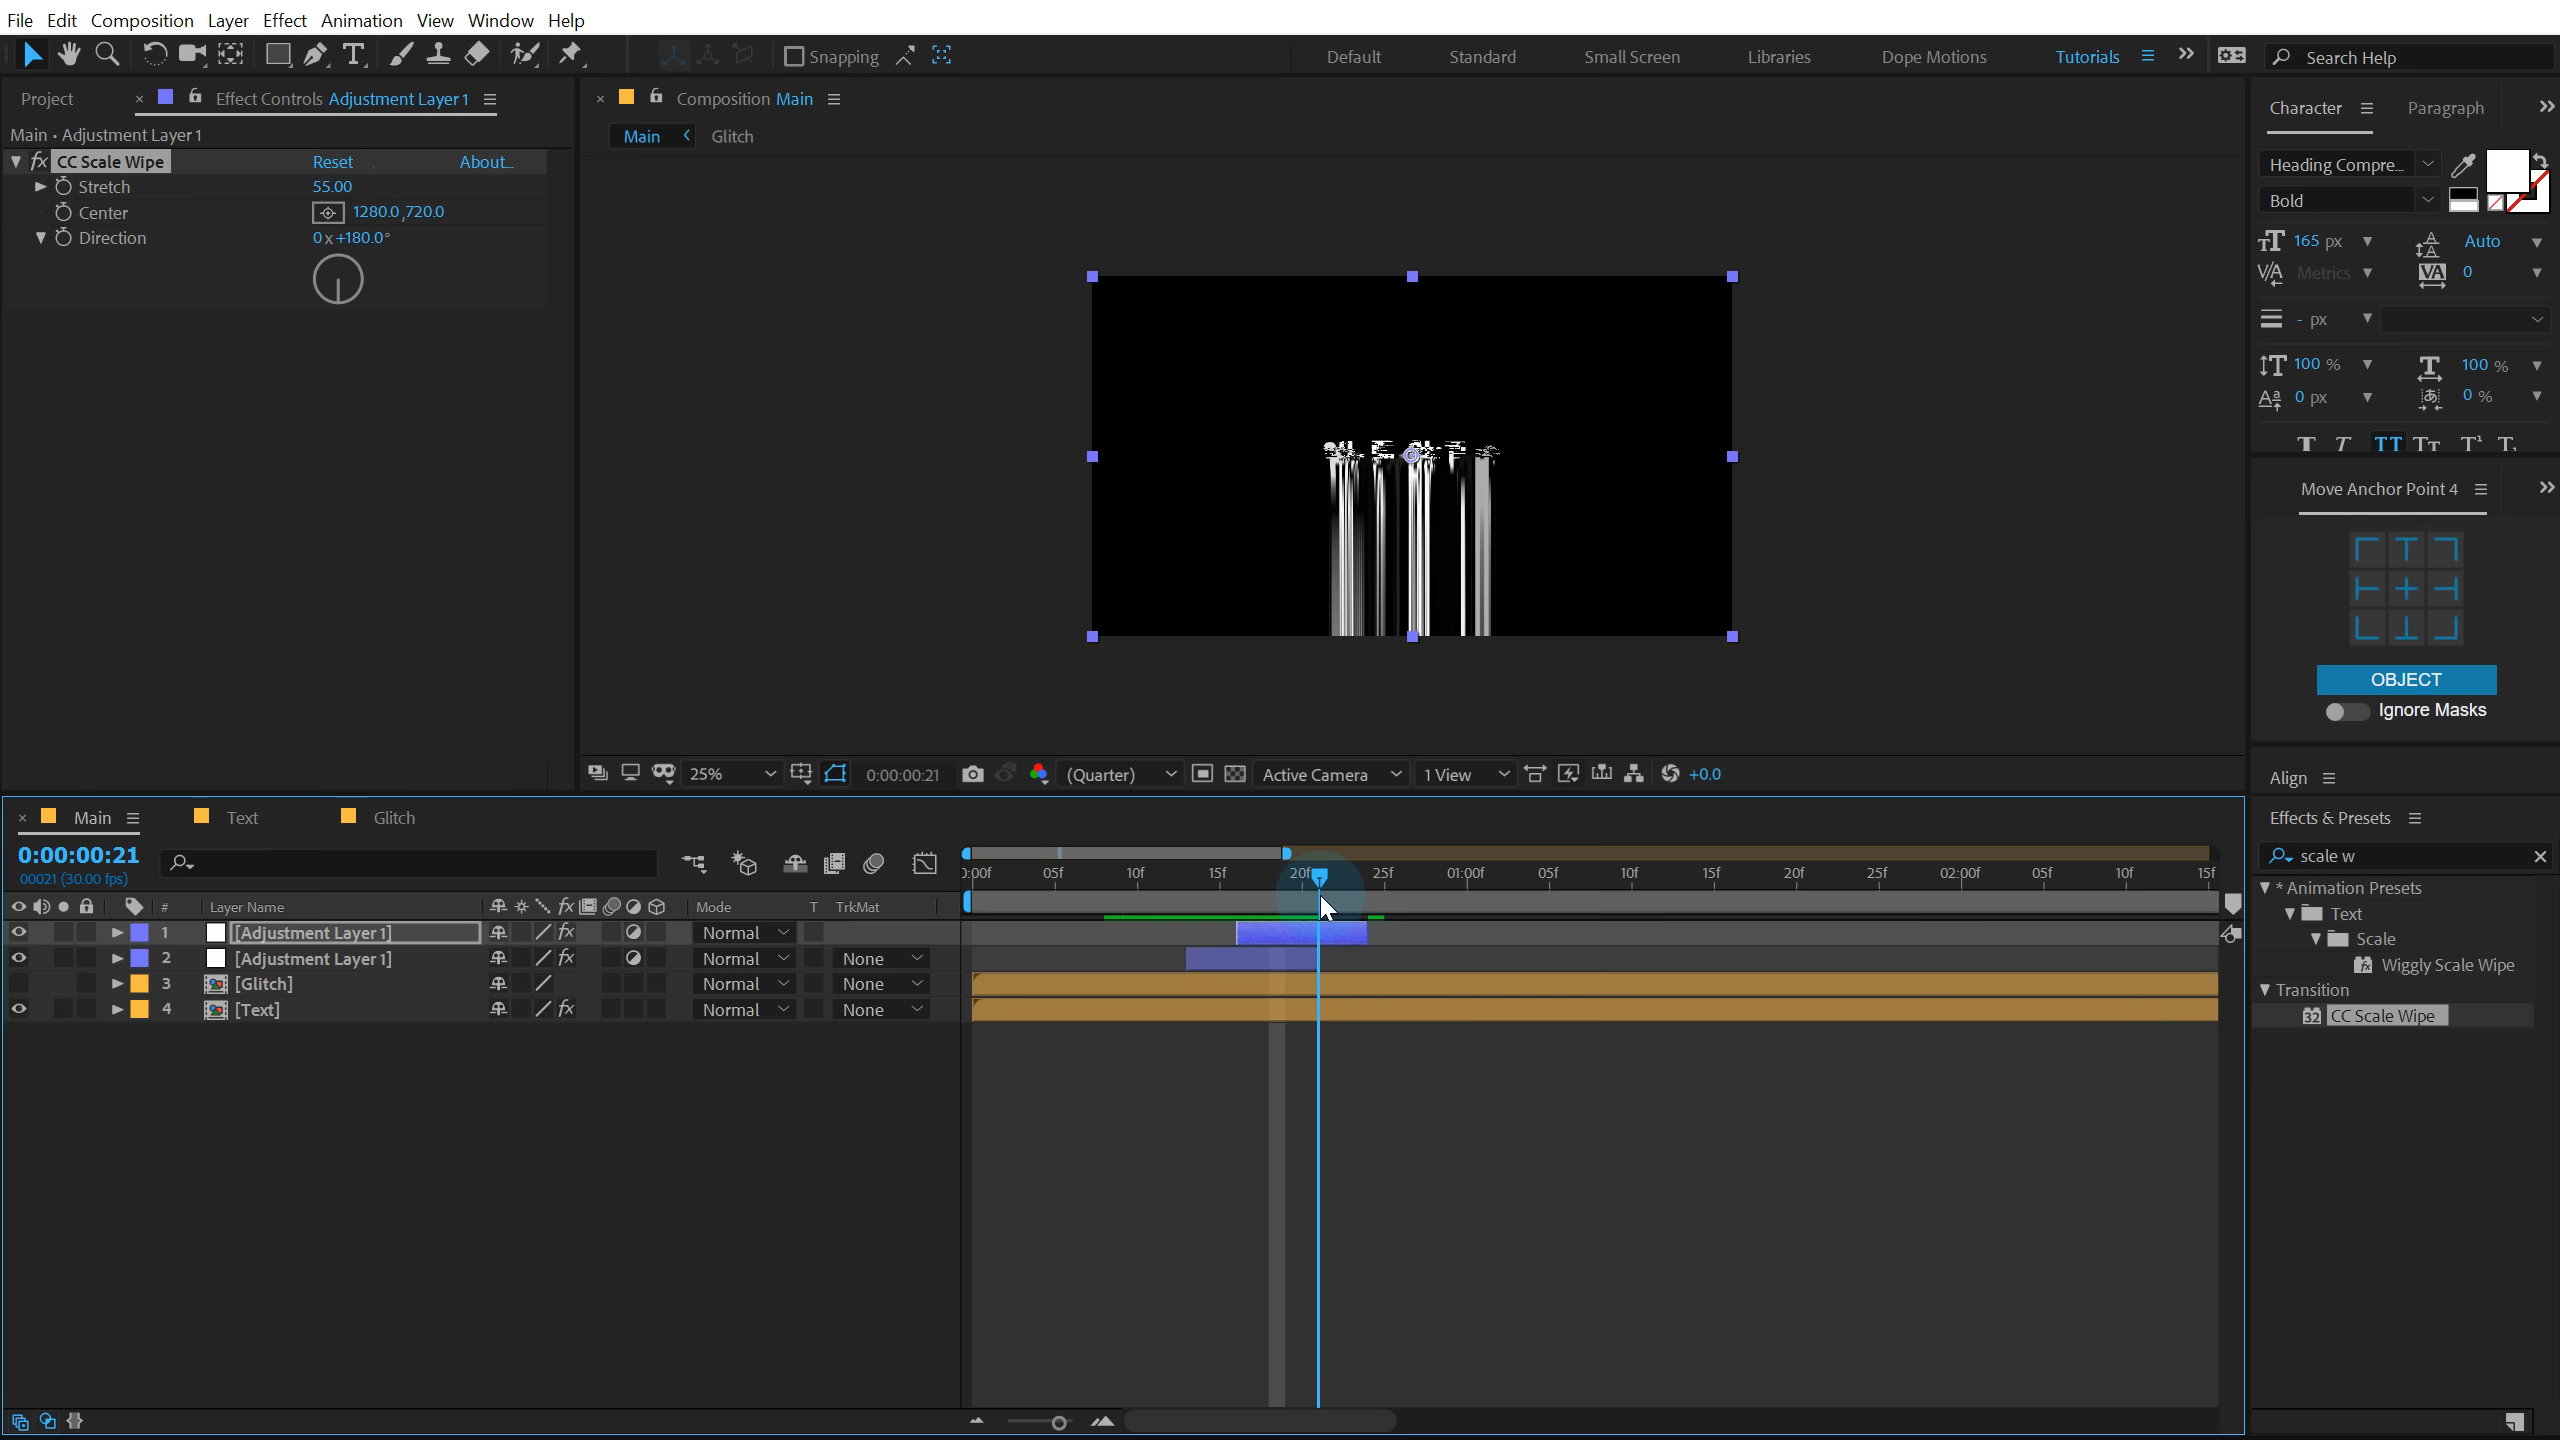 File Edit Composition Layer Effect Animation View Window Help
Snapping Default Standard Small Screen Libraries Dope Motions Tutorials Search Help
Project × Effect Controls Adjustment Layer 1
× Composition Main
Character Paragraph
Main • Adjustment Layer 1
Main Glitch
fx CC Scale Wipe Reset About...
Stretch 55.00
Center 1280.0,720.0
Direction 0x+180.0°
Heading Compre...
Bold
165 px Auto
Metrics 0
- px
100 % 100 %
0 px 0 %
Move Anchor Point 4
OBJECT
Ignore Masks
25% 0:00:00:21 (Quarter) Active Camera 1 View +0.0
Align
× Main Text Glitch
Effects & Presets
0:00:00:21
00021 (30.00 fps)
scale w
0:00f 05f 10f 15f 20f 25f 01:00f 05f 10f 15f 20f 25f 02:00f 05f 10f 15f
# Layer Name Mode T TrkMat
1 [Adjustment Layer 1] Normal
2 [Adjustment Layer 1] Normal None
3 [Glitch] Normal None
4 [Text] Normal None
* Animation Presets
Text
Scale
Wiggly Scale Wipe
Transition
CC Scale Wipe